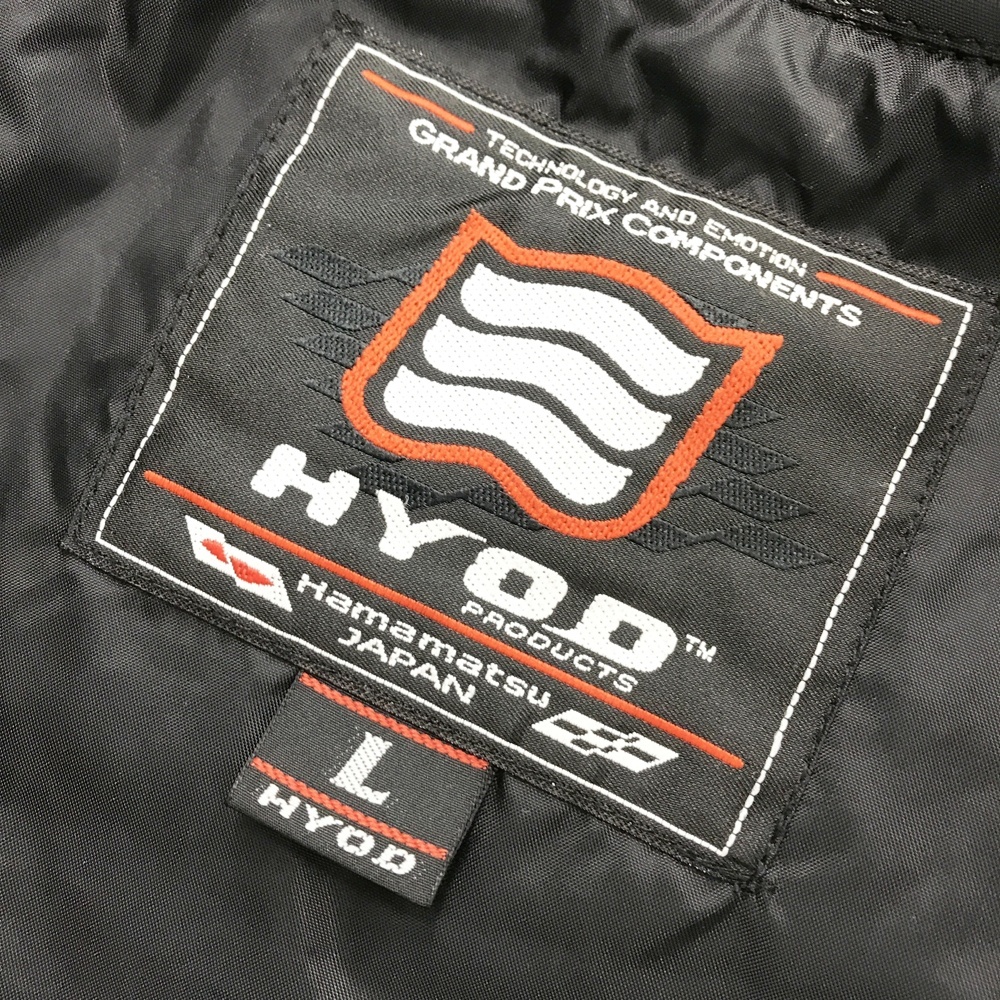 TECHNOLOGY AND EMOTION
GRAND PRIX COMPONENTS
HYOD™
PRODUCTS
Hamamatsu
JAPAN
L
HYOD